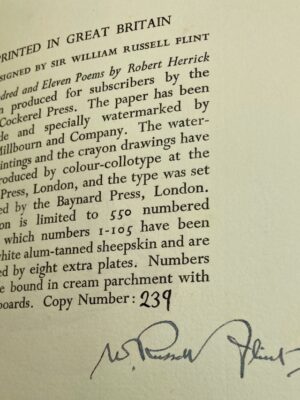 PRINTED IN GREAT BRITAIN
SIGNED BY SIR WILLIAM RUSSELL FLINT
dred and Eleven Poems by Robert Herrick
n produced for subscribers by the
Cockerel Press. The paper has been
de and specially watermarked by
Millbourn and Company. The water-
intings and the crayon drawings have
roduced by colour-collotype at the
Press, London, and the type was set
ed by the Baynard Press, London.
on is limited to 550 numbered
which numbers 1-105 have been
white alum-tanned sheepskin and are
ed by eight extra plates. Numbers
e bound in cream parchment with
boards. Copy Number: 239
W. Russell Flint